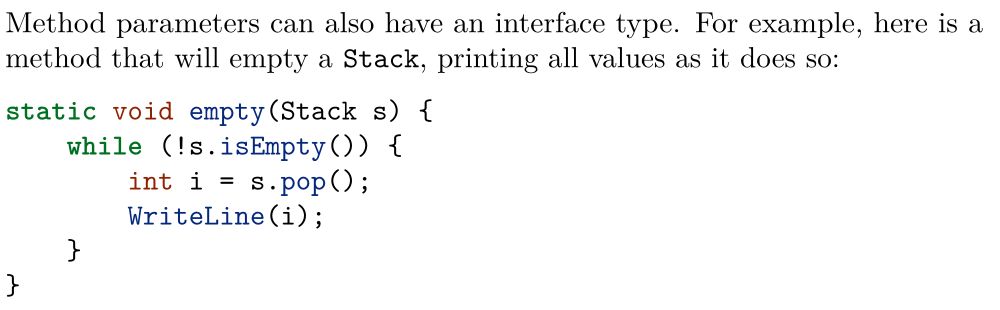 Method parameters can also have an interface type. For example, here is a
method that will empty a Stack, printing all values as it does so:
static void empty(Stack s) {
    while (!s.isEmpty()) {
        int i = s.pop();
        WriteLine(i);
    }
}